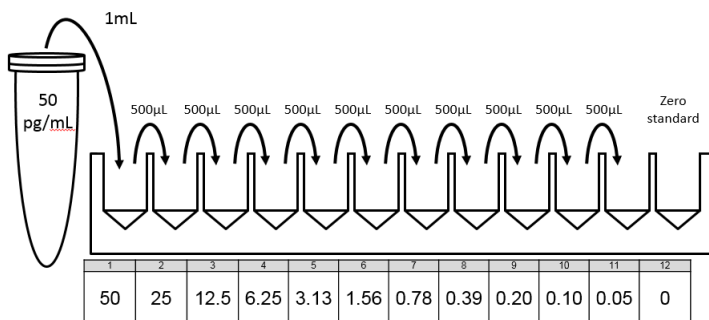 1mL
50
pg/mL
500µL 500µL 500µL 500µL 500µL 500µL 500µL 500µL 500µL 500µL
Zero
standard
1 2 3 4 5 6 7 8 9 10 11 12
50 25 12.5 6.25 3.13 1.56 0.78 0.39 0.20 0.10 0.05 0